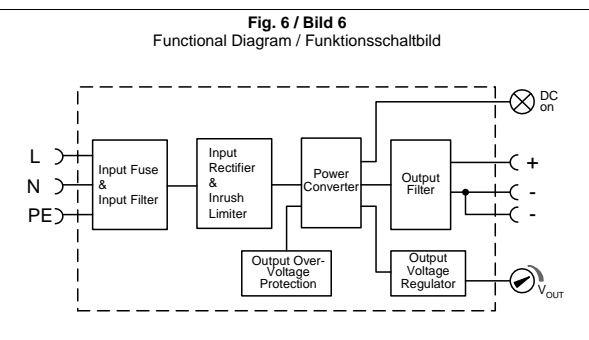 Fig. 6 / Bild 6
Functional Diagram / Funktionsschaltbild
DC
on
L
N
PE
Input Fuse
&
Input Filter
Input
Rectifier
&
Inrush
Limiter
Power
Converter
Output
Filter
+
-
-
Output Over-
Voltage
Protection
Output
Voltage
Regulator
VOUT